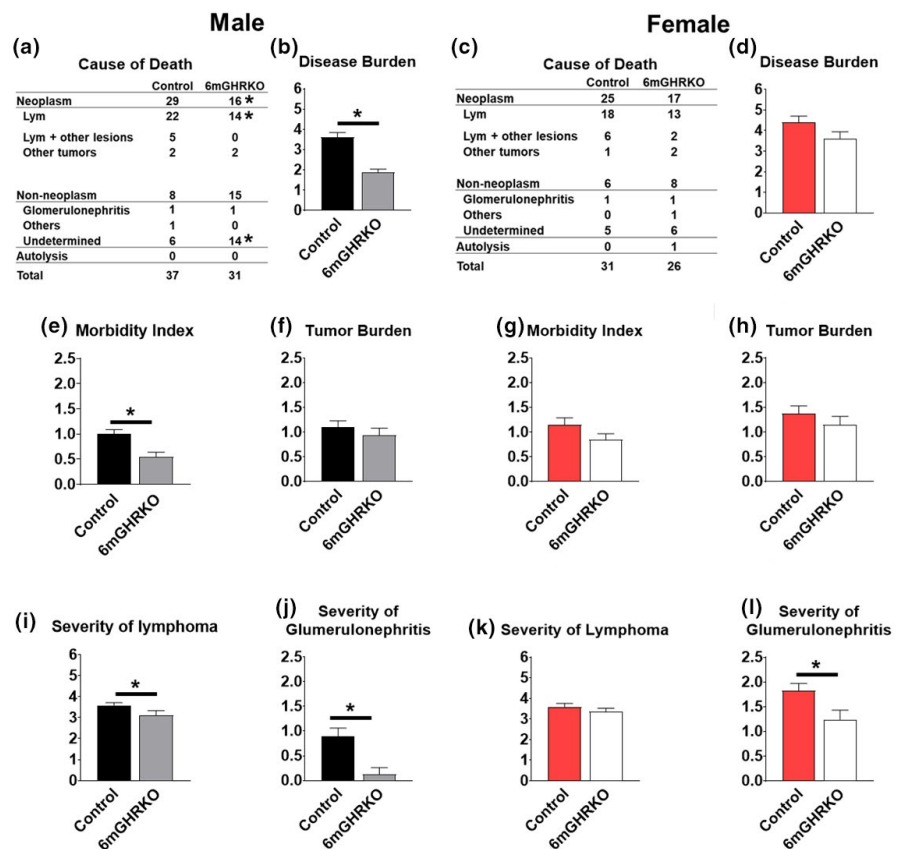 Male
Female
(a)
Cause of Death
Control 6mGHRKO
Neoplasm 29 16 *
Lym 22 14 *
Lym + other lesions 5 0
Other tumors 2 2
Non-neoplasm 8 15
Glomerulonephritis 1 1
Others 1 0
Undetermined 6 14 *
Autolysis 0 0
Total 37 31
(b)
Disease Burden
6
5
4
3
2
1
0
*
Control
6mGHRKO
(c)
Cause of Death
Control 6mGHRKO
Neoplasm 25 17
Lym 18 13
Lym + other lesions 6 2
Other tumors 1 2
Non-neoplasm 6 8
Glomerulonephritis 1 1
Others 0 1
Undetermined 5 6
Autolysis 0 1
Total 31 26
(d)
Disease Burden
6
5
4
3
2
1
0
Control
6mGHRKO
(e)
Morbidity Index
2.5
2.0
1.5
1.0
0.5
0.0
*
Control
6mGHRKO
(f)
Tumor Burden
2.5
2.0
1.5
1.0
0.5
0.0
Control
6mGHRKO
(g)
Morbidity Index
2.5
2.0
1.5
1.0
0.5
0.0
Control
6mGHRKO
(h)
Tumor Burden
2.5
2.0
1.5
1.0
0.5
0.0
Control
6mGHRKO
(i)
Severity of lymphoma
6
5
4
3
2
1
0
*
Control
6mGHRKO
(j)
Severity of
Glumerulonephritis
2.5
2.0
1.5
1.0
0.5
0.0
*
Control
6mGHRKO
(k)
Severity of Lymphoma
6
5
4
3
2
1
0
Control
6mGHRKO
(l)
Severity of
Glumerulonephritis
2.5
2.0
1.5
1.0
0.5
0.0
*
Control
6mGHRKO